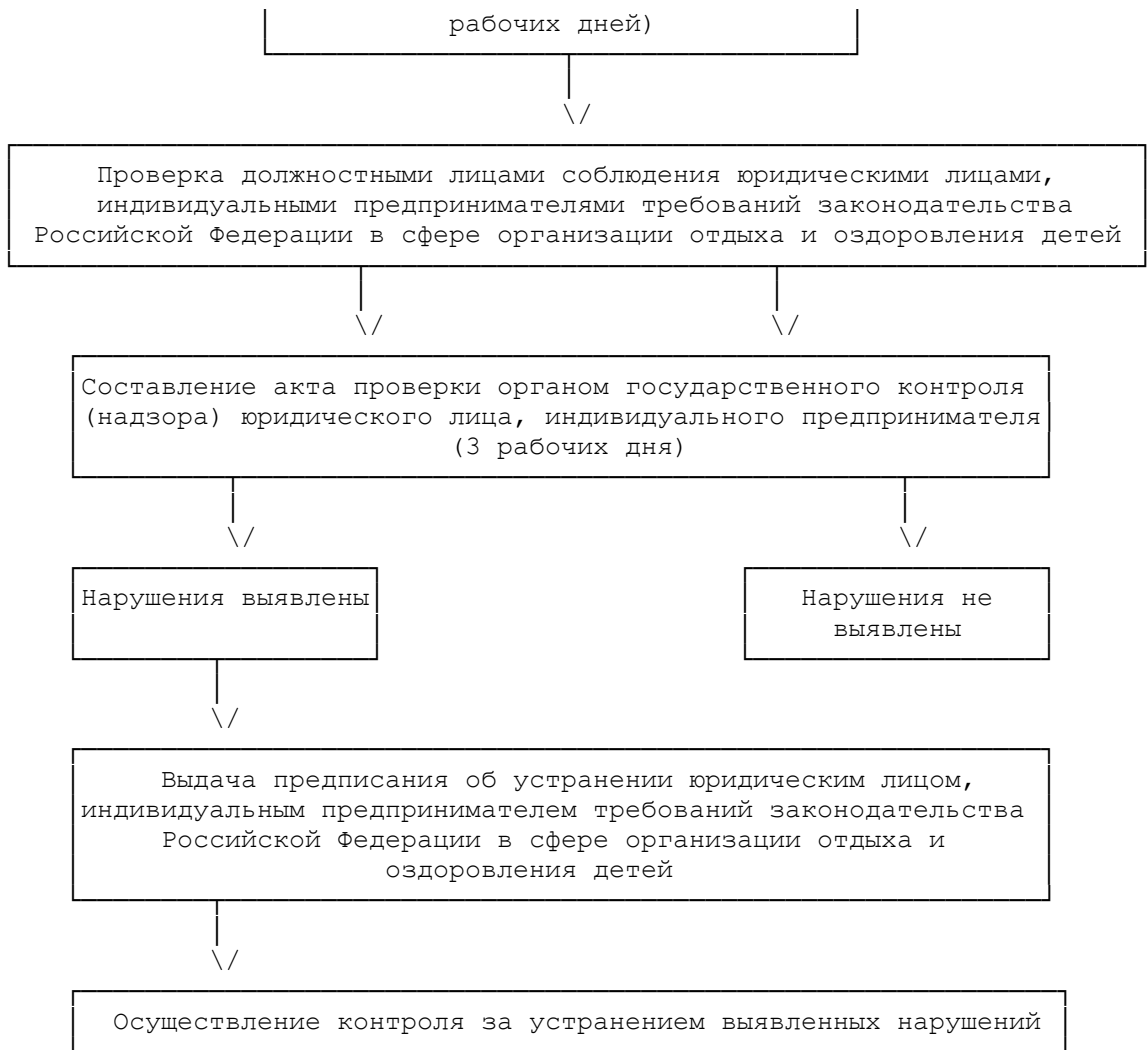 рабочих дней)
Проверка должностными лицами соблюдения юридическими лицами,
индивидуальными предпринимателями требований законодательства
Российской Федерации в сфере организации отдыха и оздоровления детей
Составление акта проверки органом государственного контроля
(надзора) юридического лица, индивидуального предпринимателя
(3 рабочих дня)
Нарушения выявлены
Нарушения не
выявлены
Выдача предписания об устранении юридическим лицом,
индивидуальным предпринимателем требований законодательства
Российской Федерации в сфере организации отдыха и
оздоровления детей
Осуществление контроля за устранением выявленных нарушений